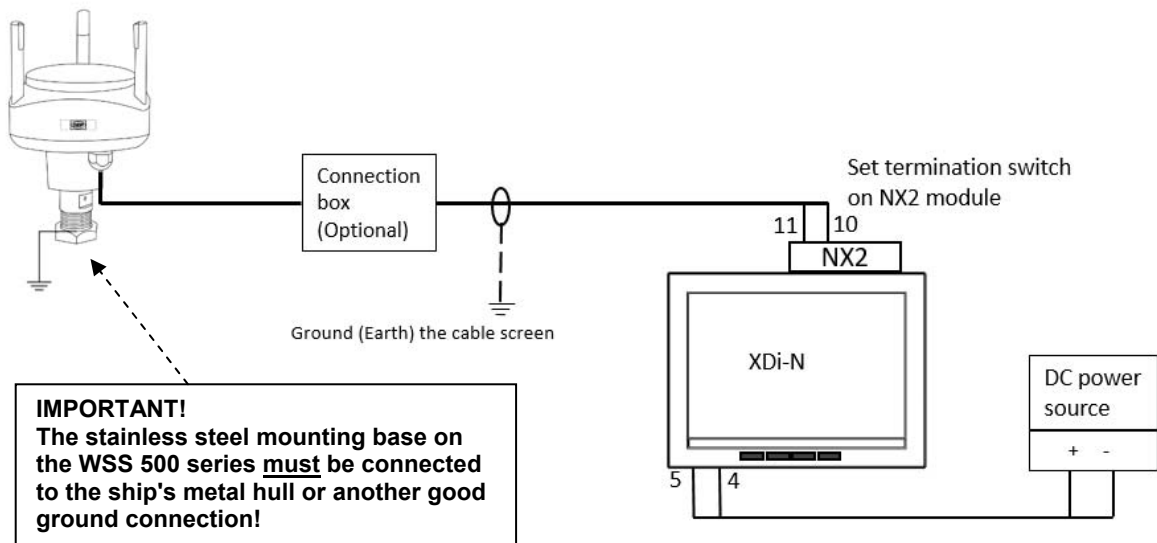 Connection
box
(Optional)
Set termination switch
on NX2 module
11 10
NX2
Ground (Earth) the cable screen
XDi-N
DC power
source
+ -
5 4
IMPORTANT!
The stainless steel mounting base on
the WSS 500 series must be connected
to the ship's metal hull or another good
ground connection!